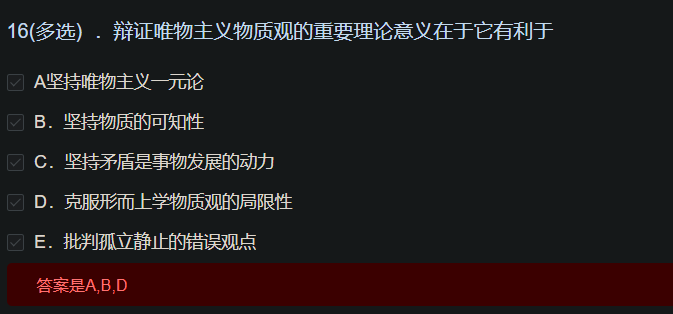 16(多选) ．辩证唯物主义物质观的重要理论意义在于它有利于
A坚持唯物主义一元论
B．坚持物质的可知性
C．坚持矛盾是事物发展的动力
D．克服形而上学物质观的局限性
E．批判孤立静止的错误观点
答案是A,B,D